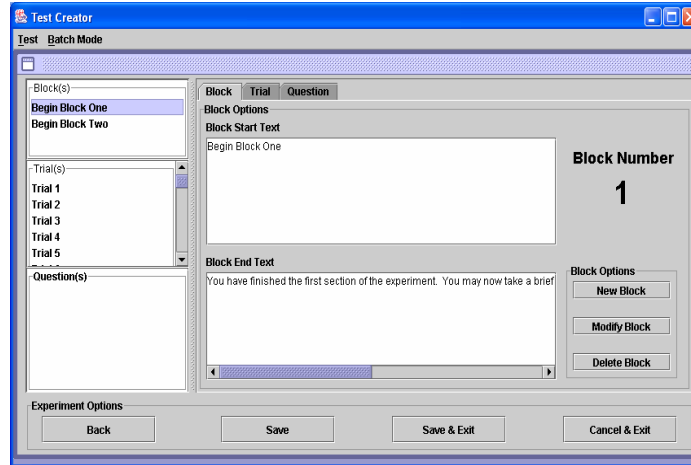 Test Creator
Test Batch Mode
Block(s)
Begin Block One
Begin Block Two
Trial(s)
Trial 1
Trial 2
Trial 3
Trial 4
Trial 5
Question(s)
Block Trial Question
Block Options
Block Start Text
Begin Block One
Block Number
1
Block End Text
You have finished the first section of the experiment. You may now take a brief
Block Options
New Block
Modify Block
Delete Block
Experiment Options
Back Save Save & Exit Cancel & Exit